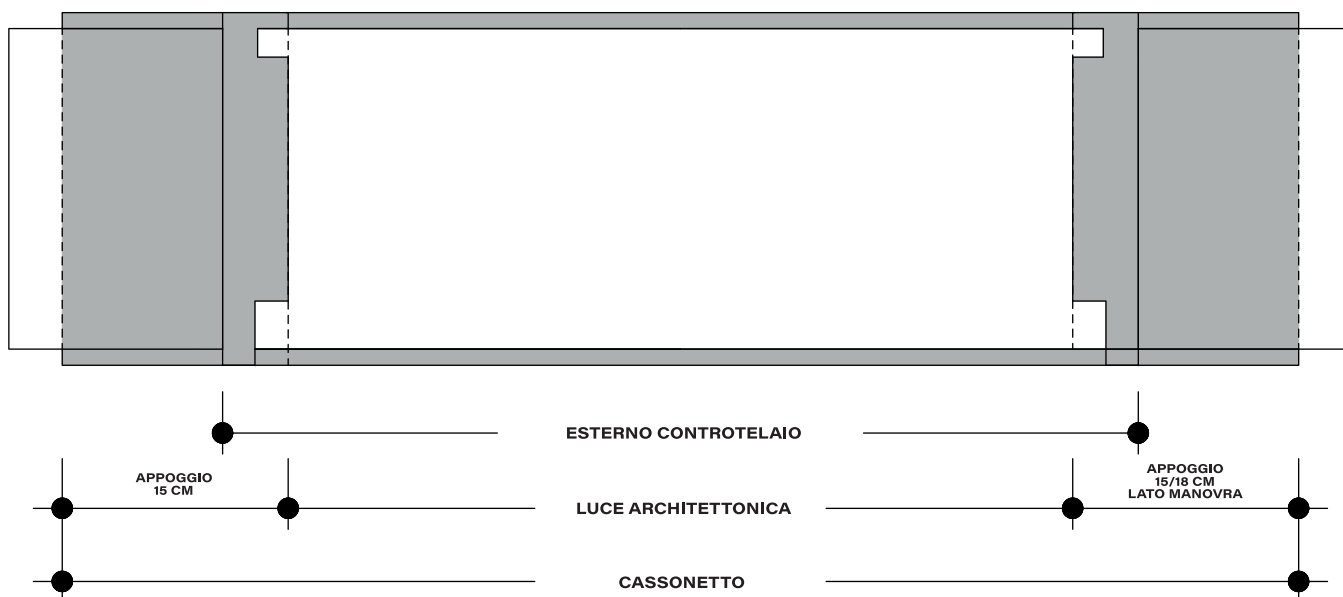 ESTERNO CONTROTELAIO
APPOGGIO
15 CM
LUCE ARCHITETTONICA
APPOGGIO
15/18 CM
LATO MANOVRA
CASSONETTO